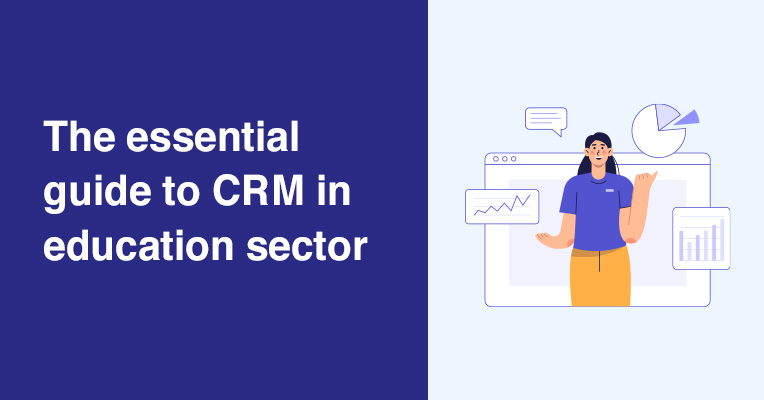 The essential
guide to CRM in
education sector